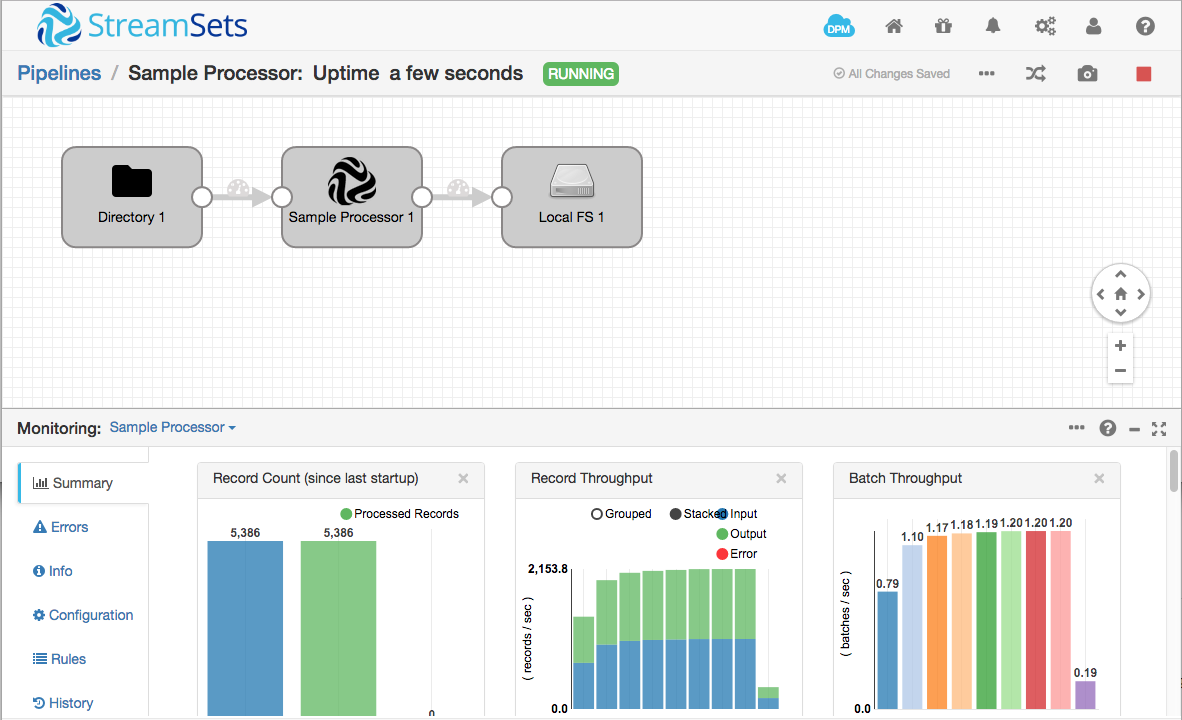 StreamSets
DPM
Pipelines / Sample Processor: Uptime a few seconds RUNNING
All Changes Saved
Directory 1
Sample Processor 1
Local FS 1
Monitoring: Sample Processor
Summary
Errors
Info
Configuration
Rules
History
Record Count (since last startup)
Processed Records
5,386
5,386
0
Record Throughput
Grouped Stacked Input
Output
Error
2,153.8
( records / sec )
0.0
Batch Throughput
0.79
1.10
1.17
1.18
1.19
1.20
1.20
1.20
0.19
( batches / sec )
0.0